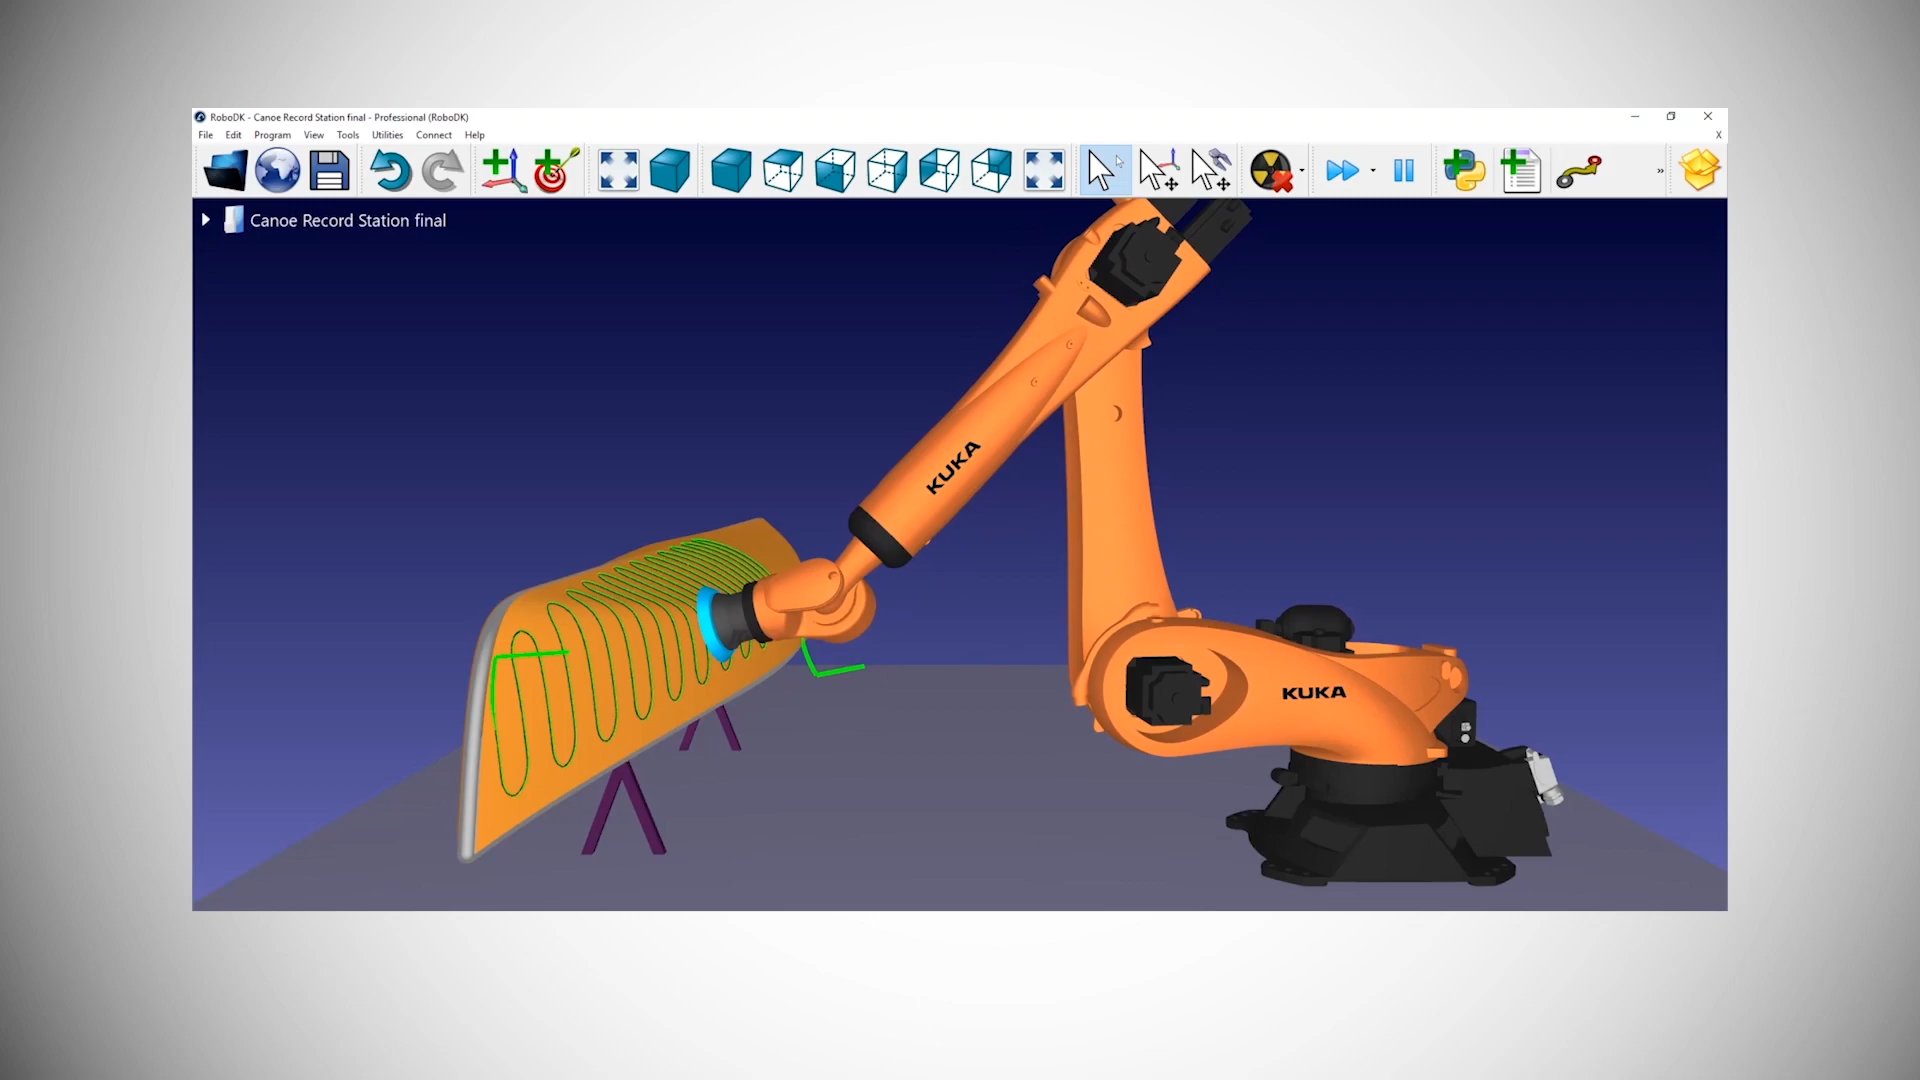 RoboDK - Canoe Record Station final - Professional (RoboDK)
File Edit Program View Tools Utilities Connect Help
Canoe Record Station final
KUKA
KUKA